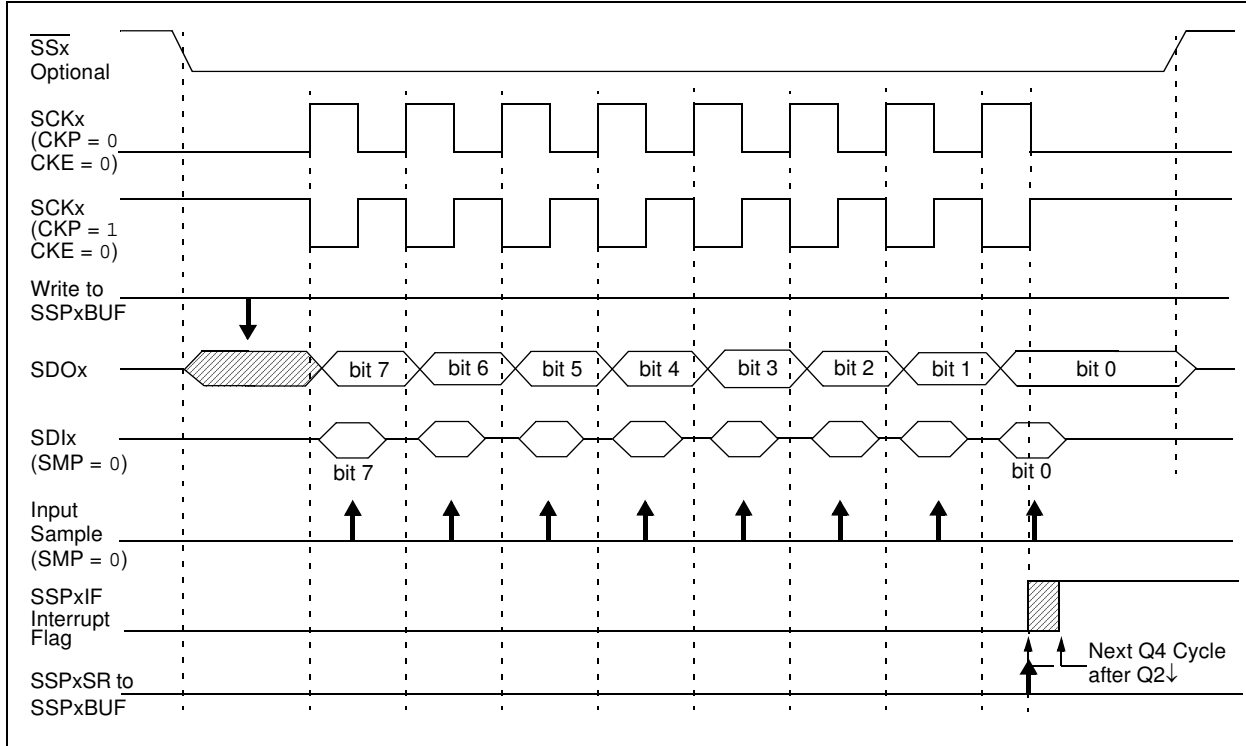 SSx
Optional
SCKx
(CKP = 0
CKE = 0)
SCKx
(CKP = 1
CKE = 0)
Write to
SSPxBUF
SDOx
bit 7
bit 6
bit 5
bit 4
bit 3
bit 2
bit 1
bit 0
SDIx
(SMP = 0)
bit 7
bit 0
Input
Sample
(SMP = 0)
SSPxIF
Interrupt
Flag
Next Q4 Cycle
after Q2↓
SSPxSR to
SSPxBUF